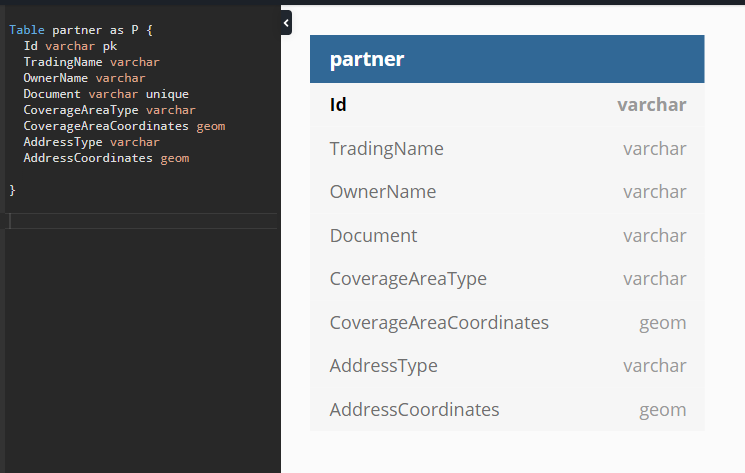 Table partner as P {
Id varchar pk
TradingName varchar
OwnerName varchar
Document varchar unique
CoverageAreaType varchar
CoverageAreaCoordinates geom
AddressType varchar
AddressCoordinates geom
}
partner
Id varchar
TradingName varchar
OwnerName varchar
Document varchar
CoverageAreaType varchar
CoverageAreaCoordinates geom
AddressType varchar
AddressCoordinates geom